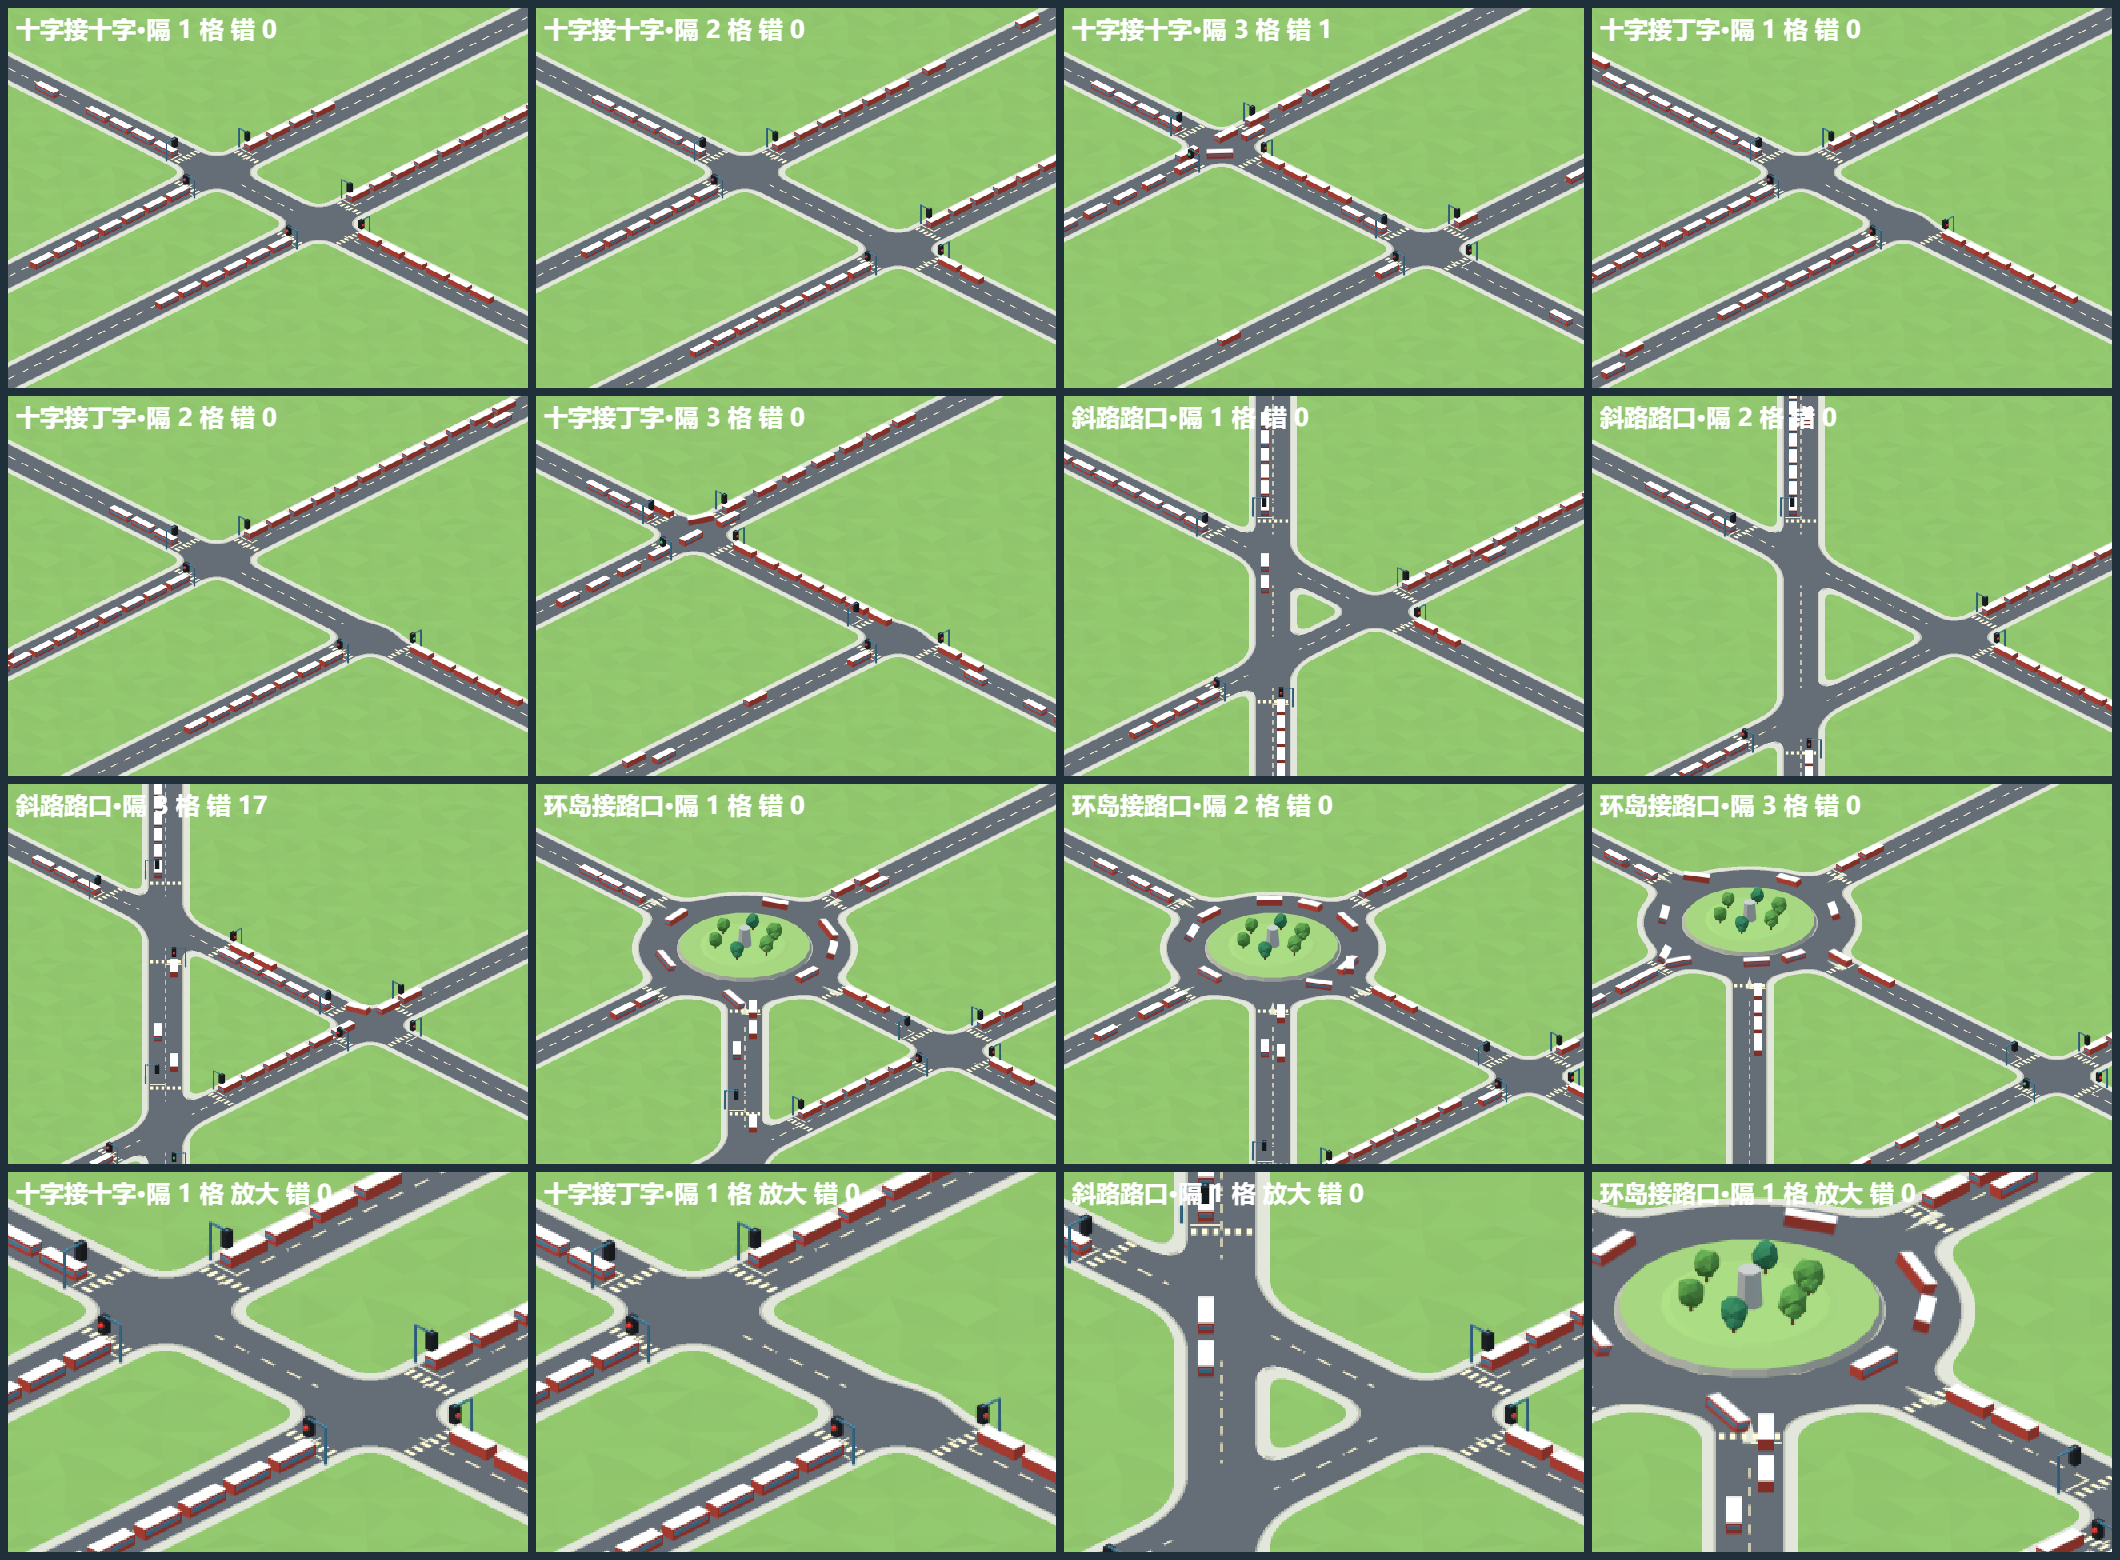 十字接十字·隔 1 格 错 0
十字接十字·隔 2 格 错 0
十字接十字·隔 3 格 错 1
十字接丁字·隔 1 格 错 0
十字接丁字·隔 2 格 错 0
十字接丁字·隔 3 格 错 0
斜路路口·隔 1 格 错 0
斜路路口·隔 2 格 错 0
斜路路口·隔 3 格 错 17
环岛接路口·隔 1 格 错 0
环岛接路口·隔 2 格 错 0
环岛接路口·隔 3 格 错 0
十字接十字·隔 1 格 放大 错 0
十字接丁字·隔 1 格 放大 错 0
斜路路口·隔 1 格 放大 错 0
环岛接路口·隔 1 格 放大 错 0